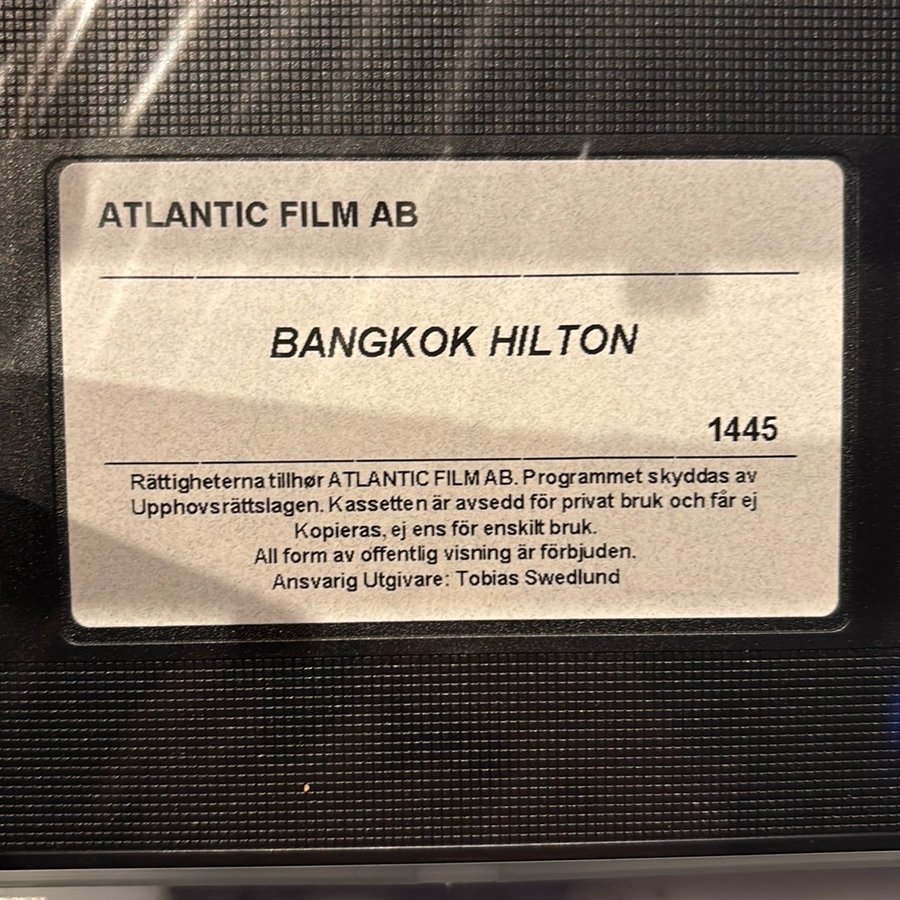 ATLANTIC FILM AB
BANGKOK HILTON
1445
Rättigheterna tillhør ATLANTIC FILM AB. Programmet skyddas av
Upphovsrättslagen. Kassetten är avsedd för privat bruk och får ej
Kopieras, ej ens för enskilt bruk.
All form av offentlig visning är förbjuden.
Ansvarig Utgivare: Tobias Swedlund